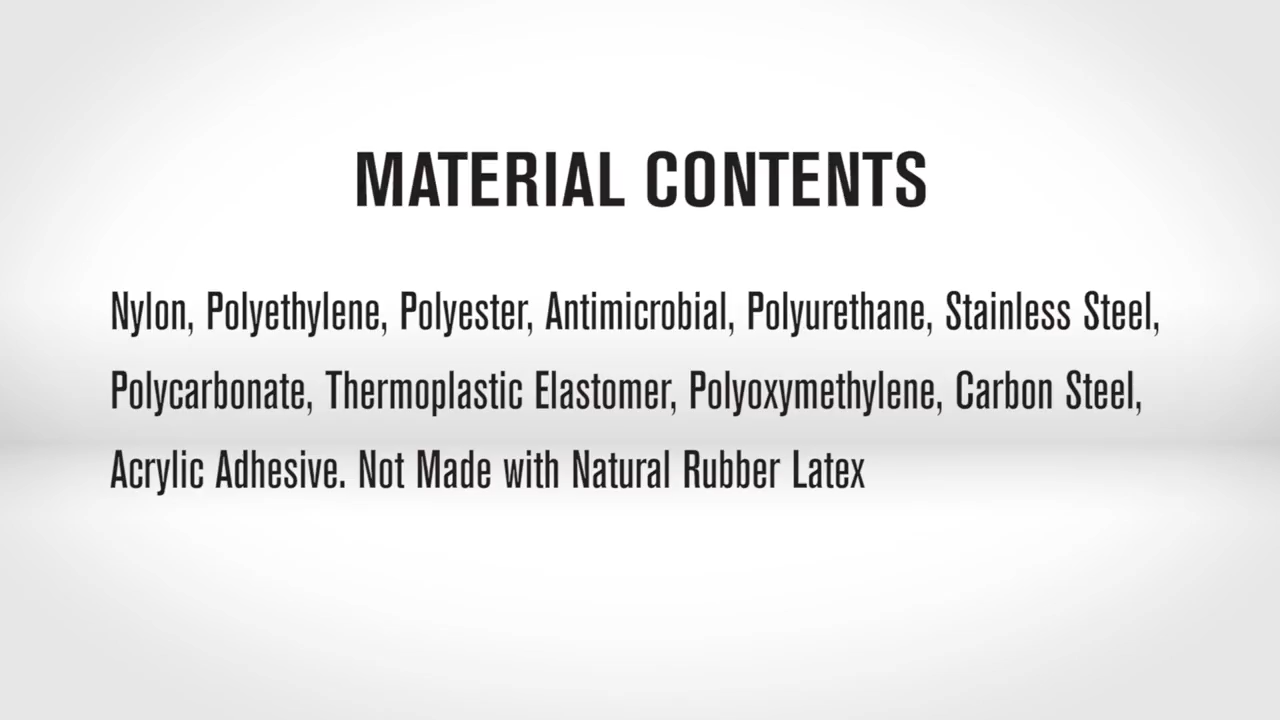 MATERIAL CONTENTS
Nylon, Polyethylene, Polyester, Antimicrobial, Polyurethane, Stainless Steel,
Polycarbonate, Thermoplastic Elastomer, Polyoxymethylene, Carbon Steel,
Acrylic Adhesive. Not Made with Natural Rubber Latex